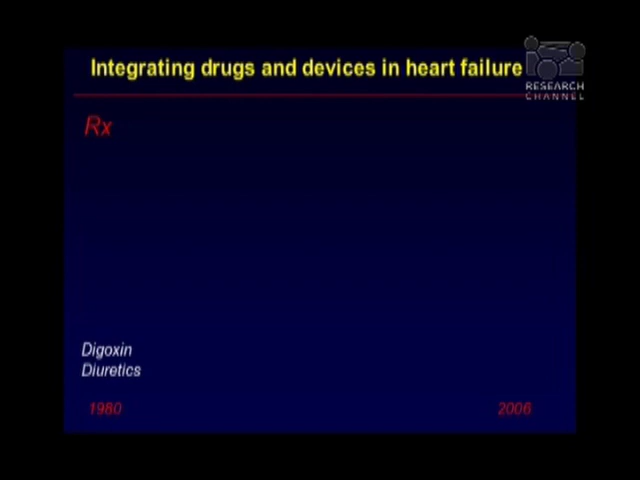 Integrating drugs and devices in heart failure
RESEARCH
CHANNEL
Rx
Digoxin
Diuretics
1980
2006